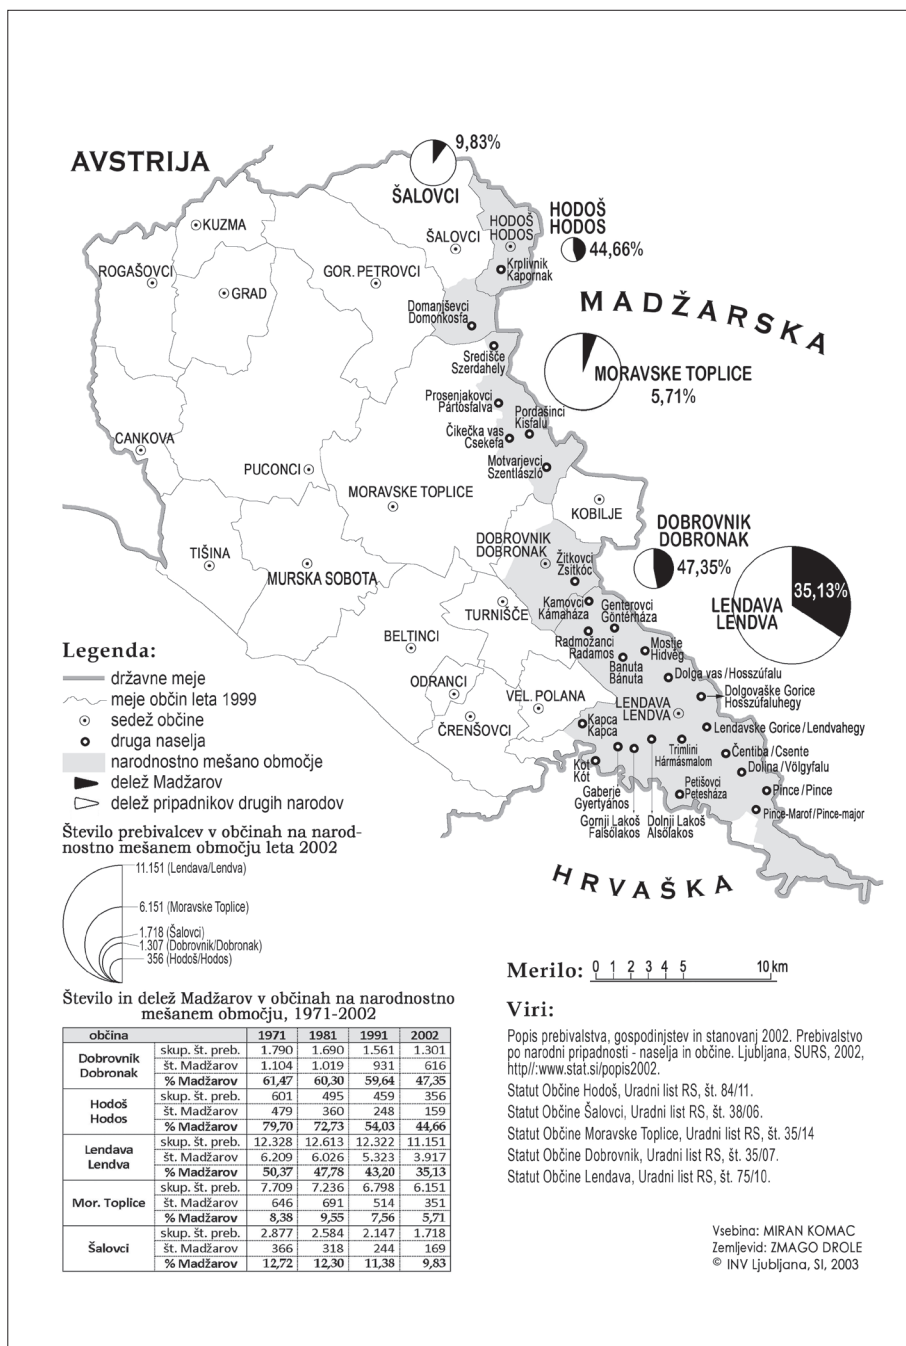 AVSTRIJA
9,83%
ŠALOVCI
HODOŠ
HODOS
44,66%
KUZMA
ŠALOVCI
HODOŠ
HODOS
Krplivnik
Kapornak
ROGAŠOVCI
GRAD
GOR. PETROVCI
Domanjševci
Domonkosfa
MADŽARSKA
Središče
Szerdahely
MORAVSKE TOPLICE
5,71%
Prosenjakovci
Pártosfalva
Pordašinci
Kisfalu
Čikečka vas
Csekefa
CANKOVA
PUCONCI
Motvarjevci
Szentlászló
MORAVSKE TOPLICE
KOBILJE
DOBROVNIK
DOBRONAK
47,35%
TIŠINA
MURSKA SOBOTA
DOBROVNIK
DOBRONAK
Žitkovci
Zsitkóc
35,13%
LENDAVA
LENDVA
TURNIŠČE
Kamovci
Kámaháza
Genterovci
Göntérháza
BELTINCI
Radmožanci
Radamos
Mostje
Hidvég
Banuta
Bánuta
Dolga vas/Hosszúfalu
ODRANCI
VEL. POLANA
Dolgovaške Gorice
Hosszúfaluhegy
LENDAVA
LENDVA
ČRENŠOVCI
Kapca
Kapca
Lendavske Gorice/Lendvahegy
Trimlini
Hármásmalom
Čentiba/Csente
Dolina/Völgyfalu
Kot
Kót
Petišovci
Petesháza
Pince/Pince
Gaberje
Gyertyános
Pince-Marof/Pince-major
Gornji Lakoš
Falsőlakos
Dolnji Lakoš
Alsólakos
HRVAŠKA
Legenda:
državne meje
meje občin leta 1999
sedež občine
druga naselja
narodnostno mešano območje
delež Madžarov
delež pripadnikov drugih narodov
Število prebivalcev v občinah na narod-
nostno mešanem območju leta 2002
11.151 (Lendava/Lendva)
6.151 (Moravske Toplice)
1.718 (Šalovci)
1.307 (Dobrovnik/Dobronak)
356 (Hodoš/Hodos)
Število in delež Madžarov v občinah na narodnostno
mešanem območju, 1971-2002
občina 1971 1981 1991 2002
Dobrovnik
Dobronak
skup. št. preb. 1.790 1.690 1.561 1.301
št. Madžarov 1.104 1.019 931 616
% Madžarov 61,47 60,30 59,64 47,35
Hodoš
Hodos
skup. št. preb. 601 495 459 356
št. Madžarov 479 360 248 159
% Madžarov 79,70 72,73 54,03 44,66
Lendava
Lendva
skup. št. preb. 12.328 12.613 12.322 11.151
št. Madžarov 6.209 6.026 5.323 3.917
% Madžarov 50,37 47,78 43,20 35,13
Mor. Toplice
skup. št. preb. 7.709 7.236 6.798 6.151
št. Madžarov 646 691 514 351
% Madžarov 8,38 9,55 7,56 5,71
Šalovci
skup. št. preb. 2.877 2.584 2.147 1.718
št. Madžarov 366 318 244 169
% Madžarov 12,72 12,30 11,38 9,83
Merilo: 0 1 2 3 4 5 10 km
Viri:
Popis prebivalstva, gospodinjstev in stanovanj 2002. Prebivalstvo
po narodni pripadnosti - naselja in občine. Ljubljana, SURS, 2002,
http//:www.stat.si/popis2002.
Statut Občine Hodoš, Uradni list RS, št. 84/11.
Statut Občine Šalovci, Uradni list RS, št. 38/06.
Statut Občine Moravske Toplice, Uradni list RS, št. 35/14
Statut Občine Dobrovnik, Uradni list RS, št. 35/07.
Statut Občine Lendava, Uradni list RS, št. 75/10.
Vsebina: MIRAN KOMAC
Zemljevid: ZMAGO DROLE
© INV Ljubljana, SI, 2003